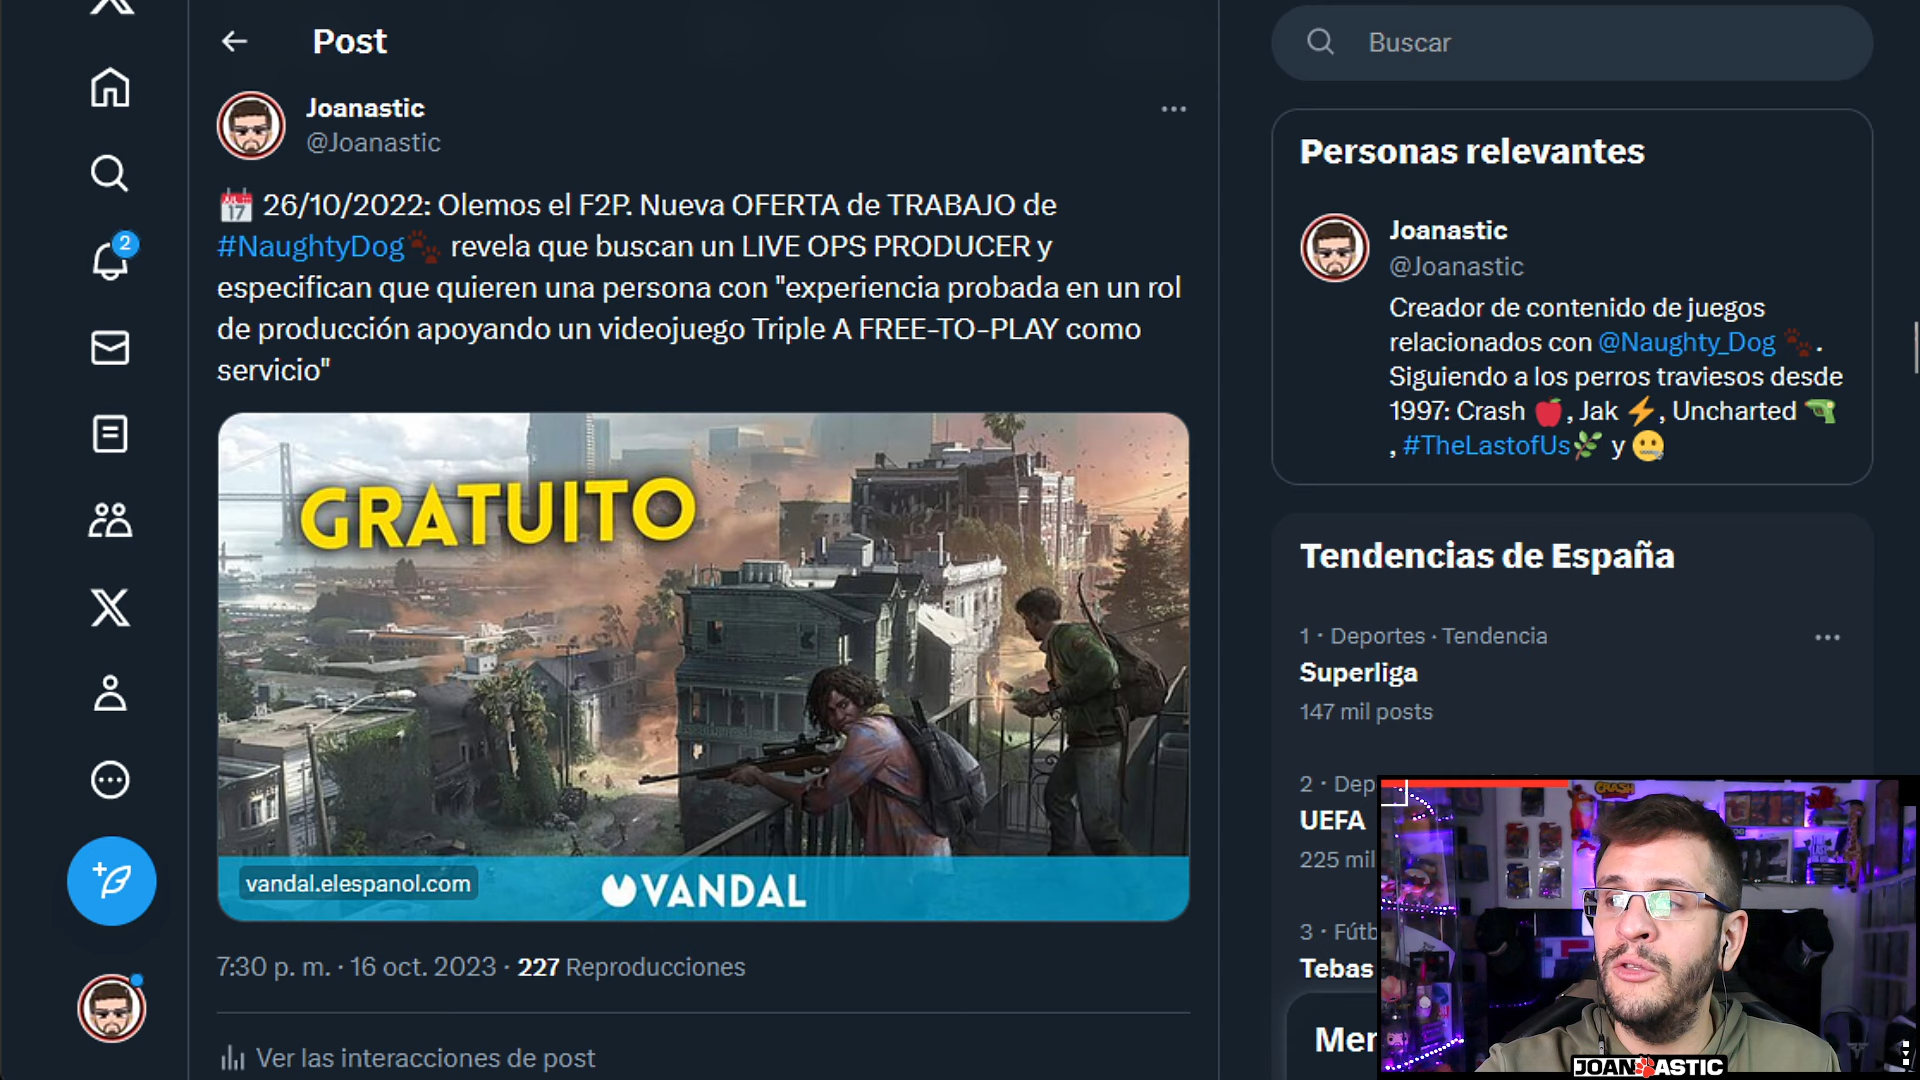 Post
Buscar
Joanastic
@Joanastic
26/10/2022: Olemos el F2P. Nueva OFERTA de TRABAJO de
#NaughtyDog revela que buscan un LIVE OPS PRODUCER y
especifican que quieren una persona con "experiencia probada en un rol
de producción apoyando un videojuego Triple A FREE-TO-PLAY como
servicio"
GRATUITO
vandal.elespanol.com
VANDAL
7:30 p. m. · 16 oct. 2023 · 227 Reproducciones
Ver las interacciones de post
2
Personas relevantes
Joanastic
@Joanastic
Creador de contenido de juegos
relacionados con @Naughty_Dog .
Siguiendo a los perros traviesos desde
1997: Crash , Jak , Uncharted
, #TheLastofUs y
Tendencias de España
1 · Deportes · Tendencia
Superliga
147 mil posts
2 · Dep
UEFA
225 mil
3 · Fútb
Tebas
Mer
CRASH
JOANASTIC